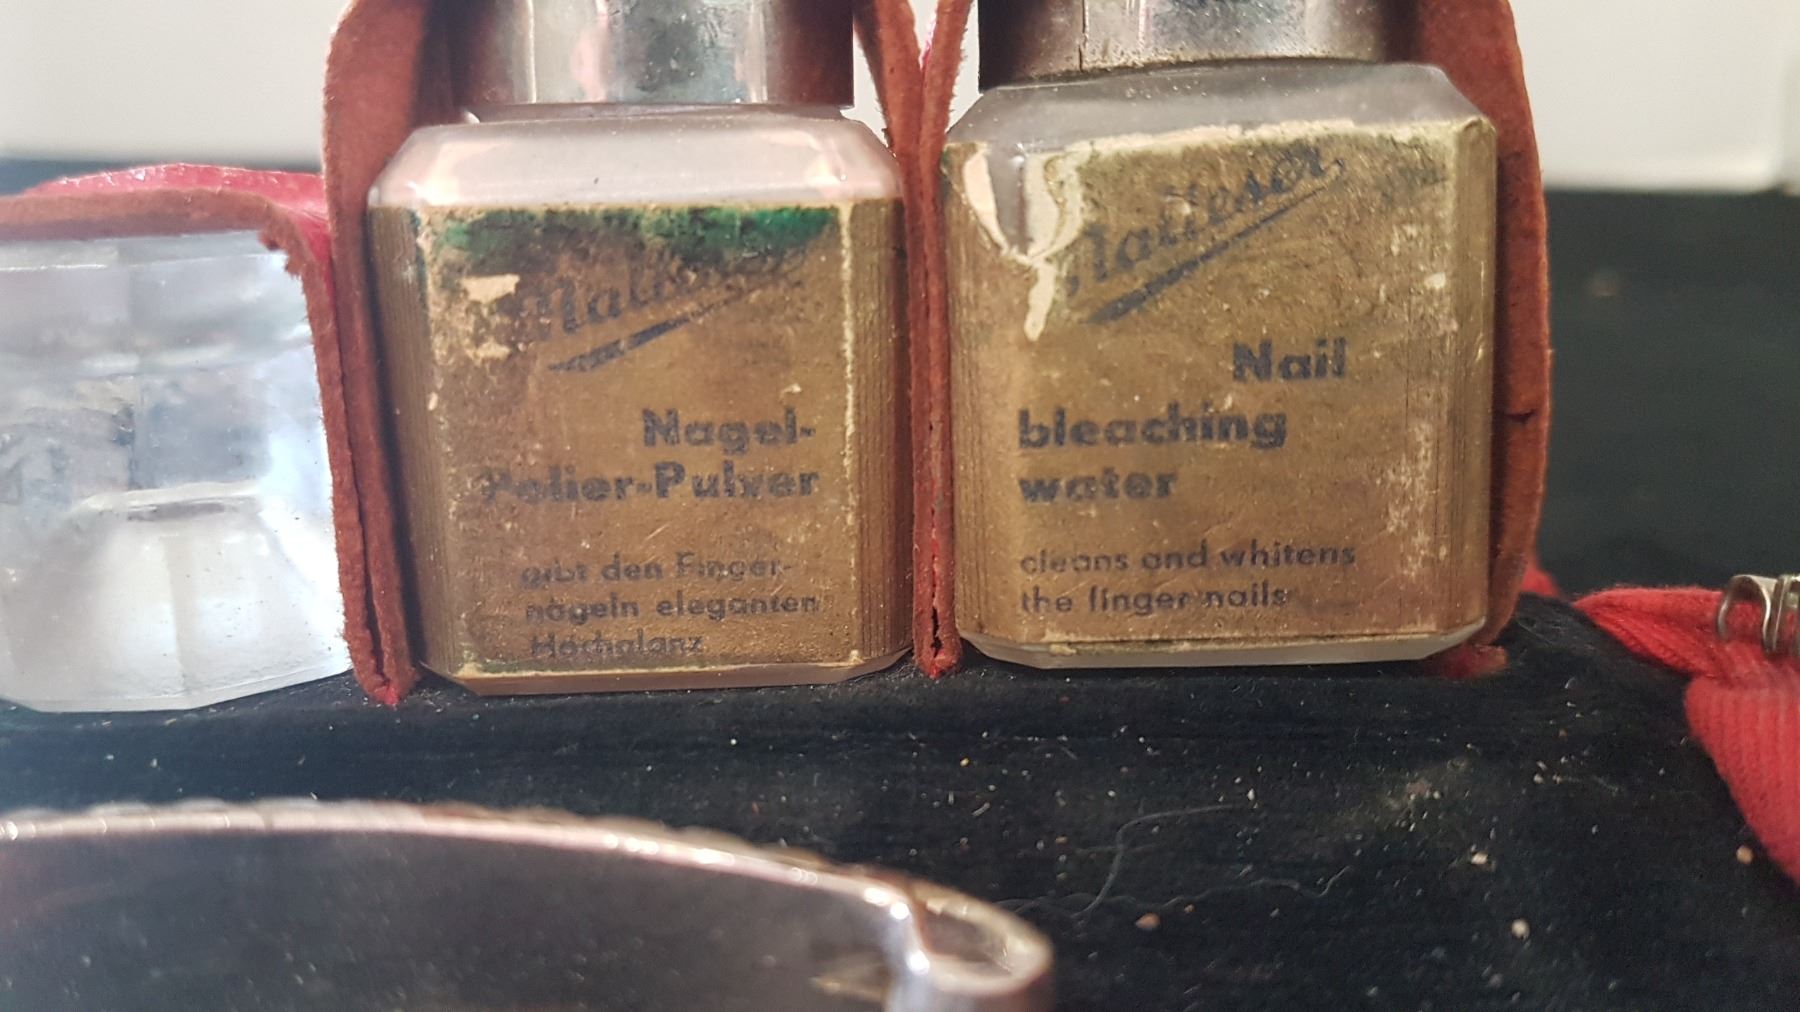 Nagel-
Polier-Pulver
gibt den Finger-
nägeln eleganten
Hochglanz
Nail
bleaching
water
cleans and whitens
the finger nails